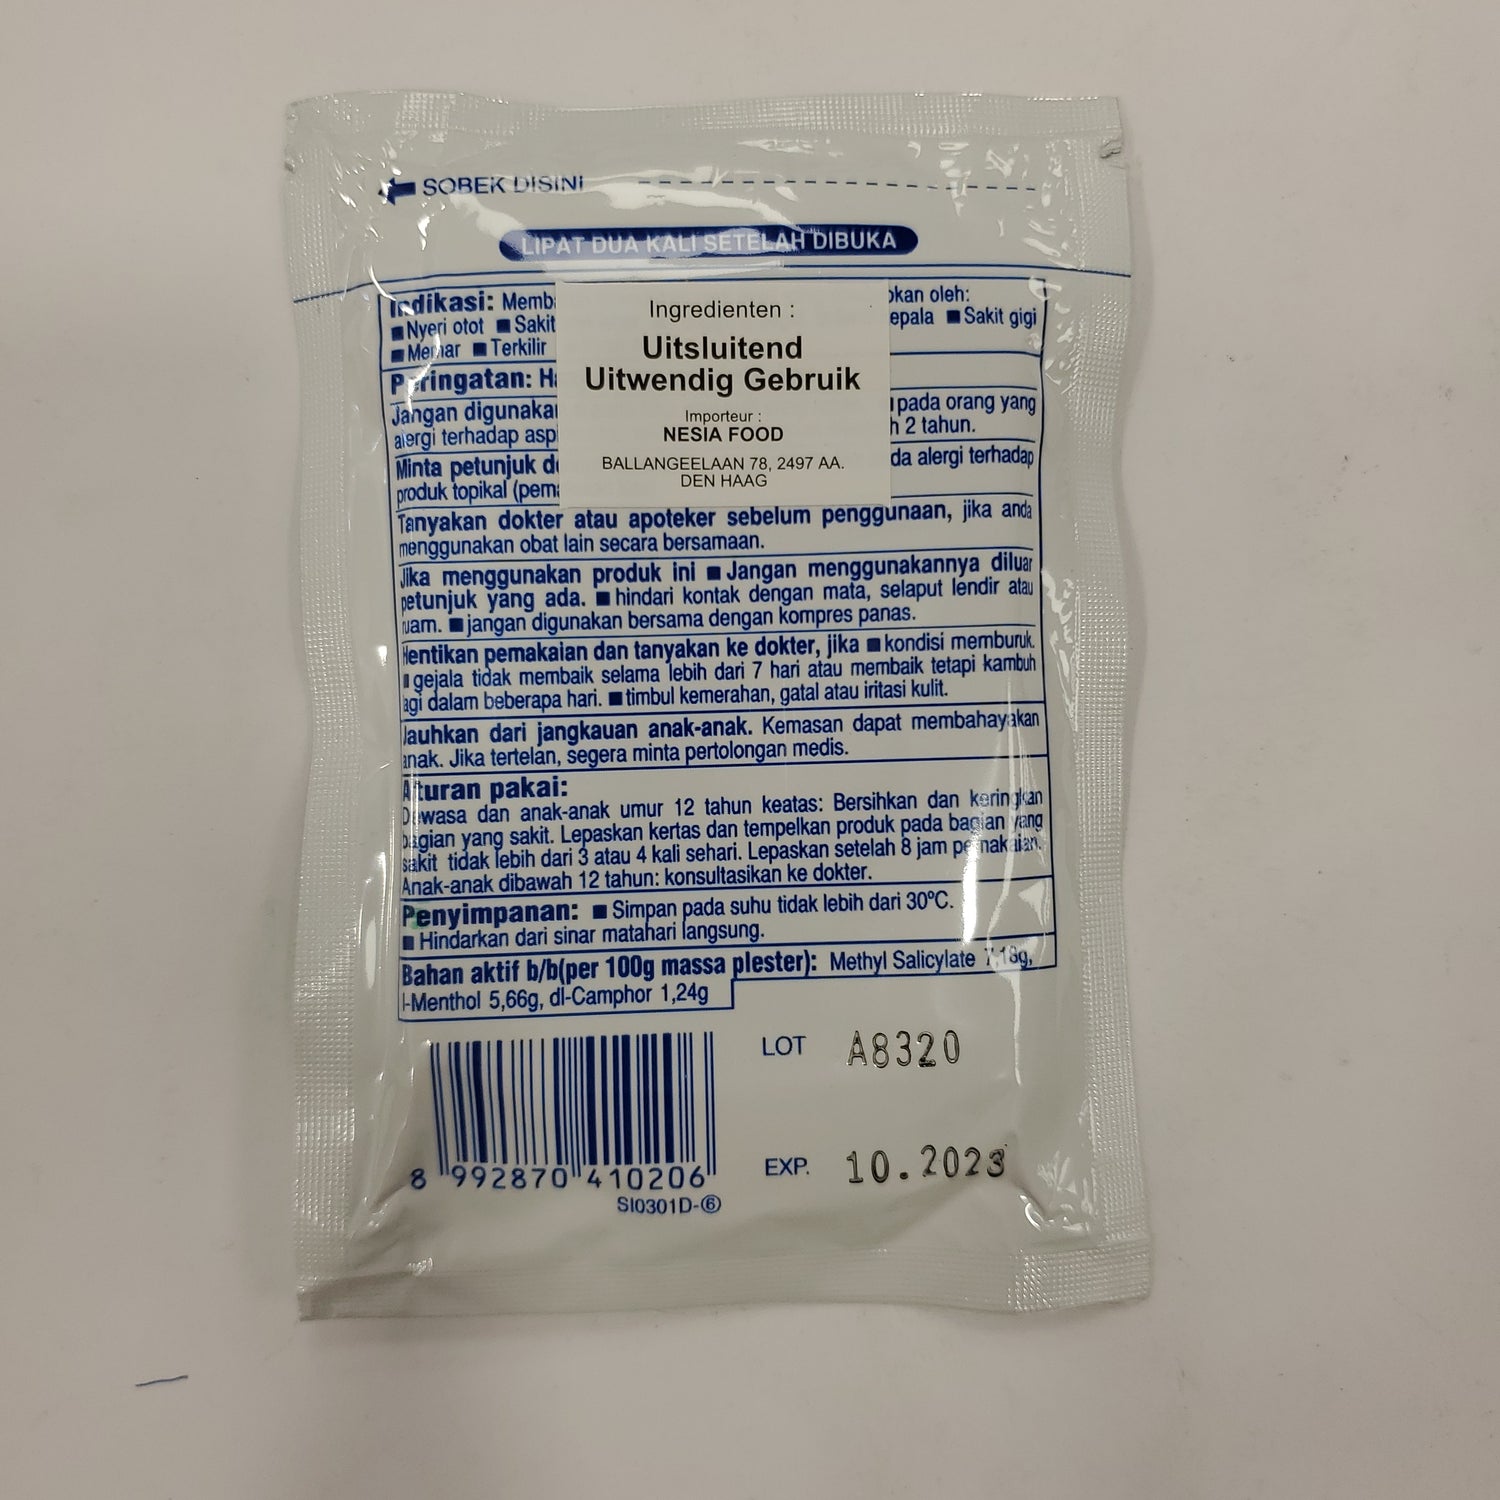 SOBEK DISINI
LIPAT DUA KALI SETELAH DIBUKA
Indikasi: okan oleh:
■ Nyeri otot ■ Sakit epala ■ Sakit gigi
■ Memar ■ Terkilir
Peringatan:
Jangan pada orang yang
alergi terhadap h 2 tahun.
Minta petunjuk da alergi terhadap
produk topikal
Ingredienten :
Uitsluitend
Uitwendig Gebruik
Importeur :
NESIA FOOD
BALLANGEELAAN 78, 2497 AA.
DEN HAAG
Tanyakan dokter atau apoteker sebelum penggunaan, jika anda
menggunakan obat lain secara bersamaan.
Jika menggunakan produk ini ■ Jangan menggunakannya diluar
petunjuk yang ada. ■ hindari kontak dengan mata, selaput lendir atau
ruam. ■ jangan digunakan bersama dengan kompres panas.
Hentikan pemakaian dan tanyakan ke dokter, jika ■ kondisi memburuk.
■ gejala tidak membaik selama lebih dari 7 hari atau membaik tetapi kambuh
lagi dalam beberapa hari. ■ timbul kemerahan, gatal atau iritasi kulit.
Jauhkan dari jangkauan anak-anak. Kemasan dapat membahayakan
anak. Jika tertelan, segera minta pertolongan medis.
Aturan pakai:
Dewasa dan anak-anak umur 12 tahun keatas: Bersihkan dan keringkan
bagian yang sakit. Lepaskan kertas dan tempelkan produk pada bagian yang
sakit tidak lebih dari 3 atau 4 kali sehari. Lepaskan setelah 8 jam pemakaian.
Anak-anak dibawah 12 tahun: konsultasikan ke dokter.
Penyimpanan: ■ Simpan pada suhu tidak lebih dari 30ºC.
■ Hindarkan dari sinar matahari langsung.
Bahan aktif b/b(per 100g massa plester): Methyl Salicylate 7,18g,
l-Menthol 5,66g, dl-Camphor 1,24g
LOT A8320
EXP. 10.2023
8 992870 410206
SI0301D-⑥